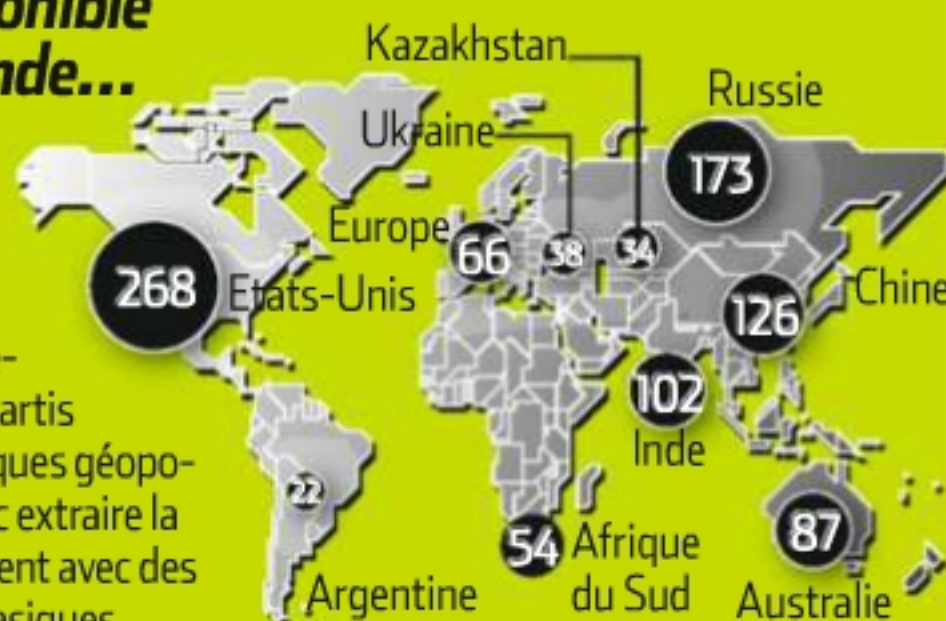 onible
nde...
Kazakhstan
Russie
173
Ukraine
Europe
66
38
34
268
Etats-Unis
126
Chine
102
Inde
artis
ques géopo-
c extraire la
ent avec des
22
Argentine
54
Afrique
du Sud
87
Australie